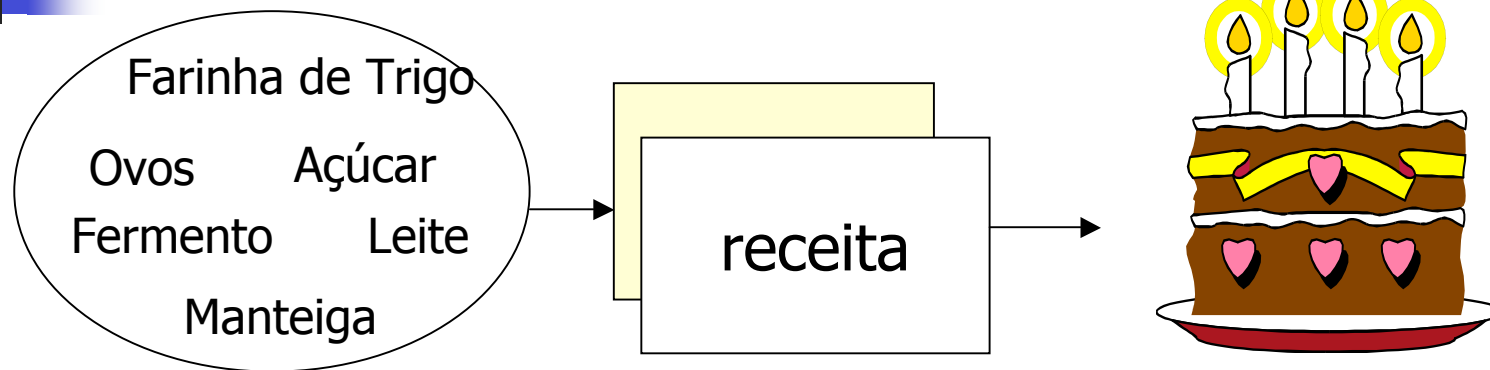 Farinha de Trigo
Ovos Açúcar
Fermento Leite
Manteiga
receita